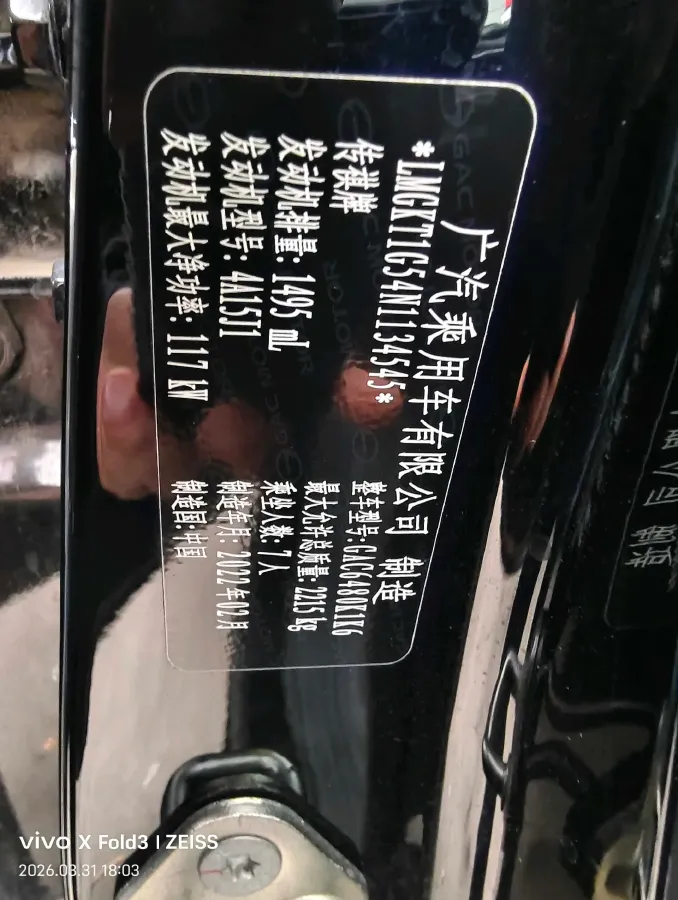 广汽乘用车有限公司 制造
*LMGKT1G54N1134545*
传祺牌 整车型号:GAC6480K1K6
发动机排量: 1495 mL 最大允许总质量: 2215 kg
发动机型号: 4A15J1 乘坐人数: 7人
发动机最大净功率: 117 kW 制造年月: 2022年02月
制造国: 中国
vivo X Fold3 | ZEISS
2026.03.31 18:03